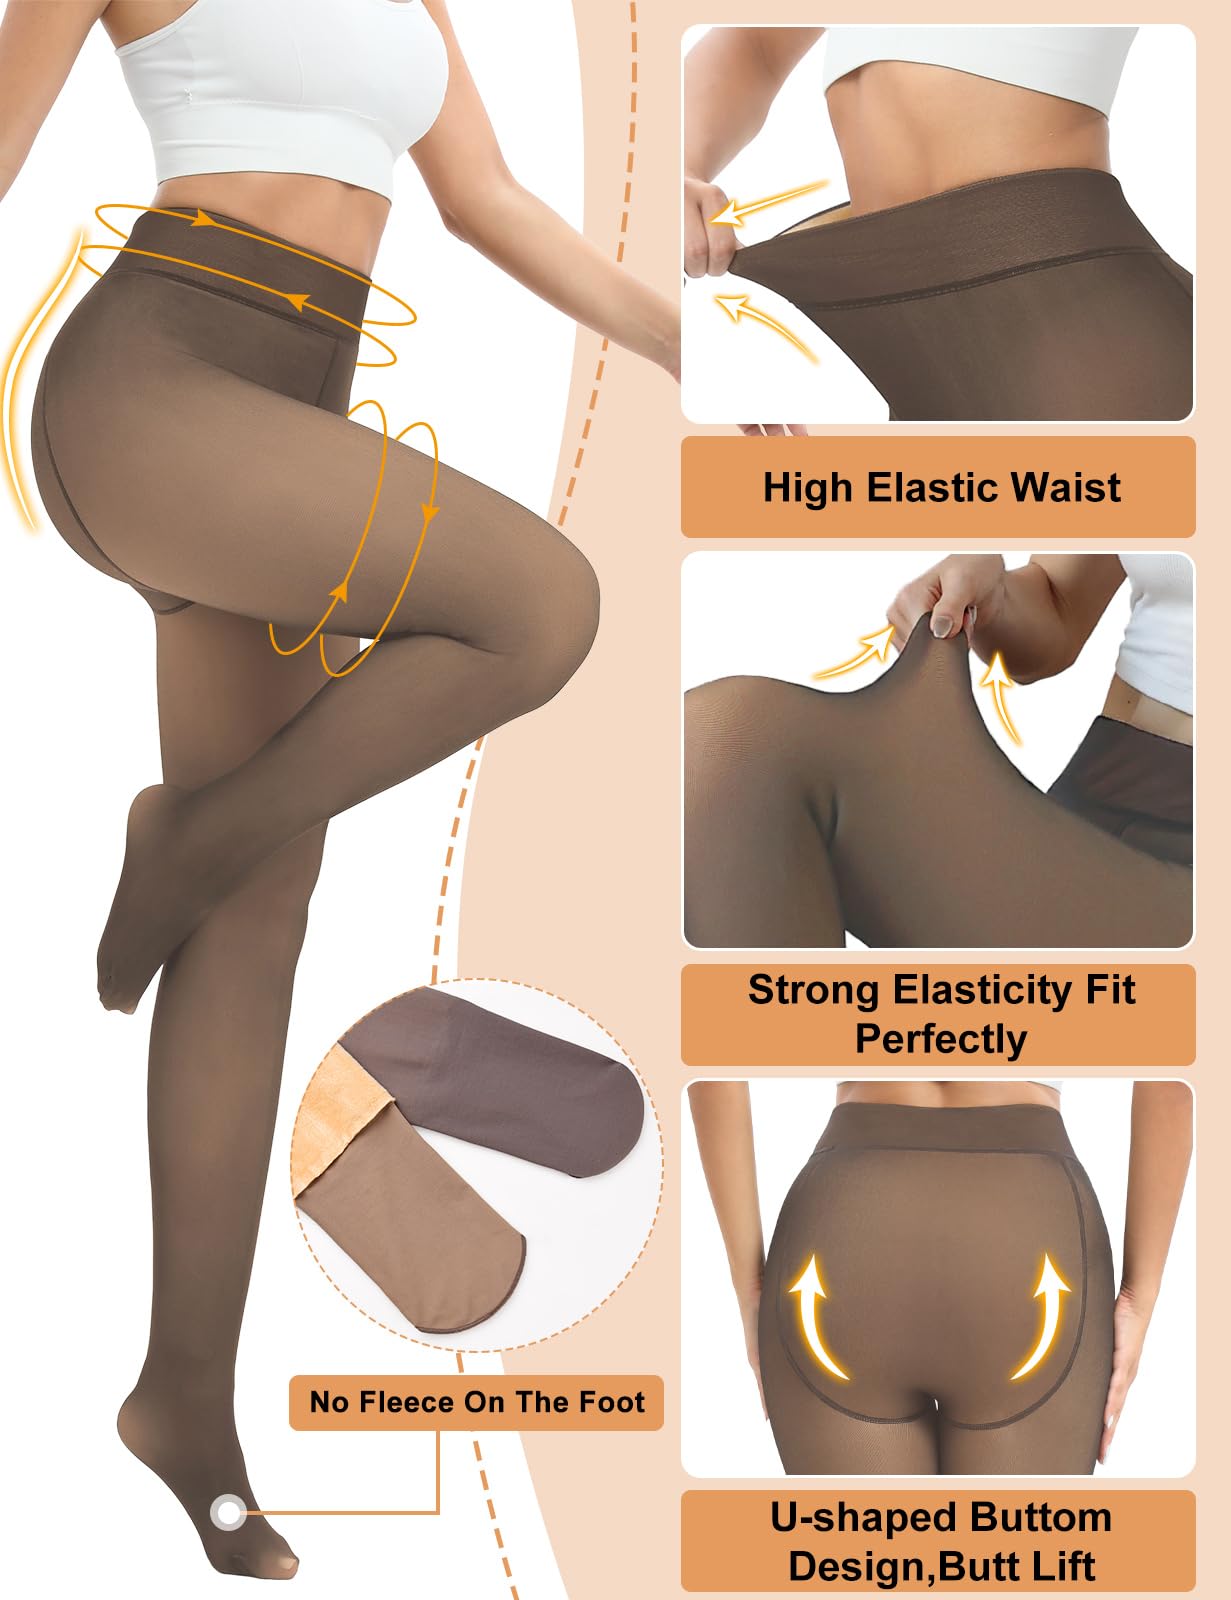 High Elastic Waist
Strong Elasticity Fit
Perfectly
No Fleece On The Foot
U-shaped Buttom
Design,Butt Lift